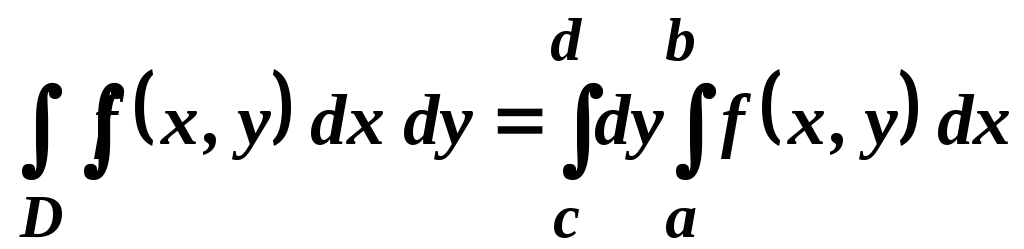 ∫∫_D f(x, y) dx dy = ∫_c^d dy ∫_a^b f(x, y) dx